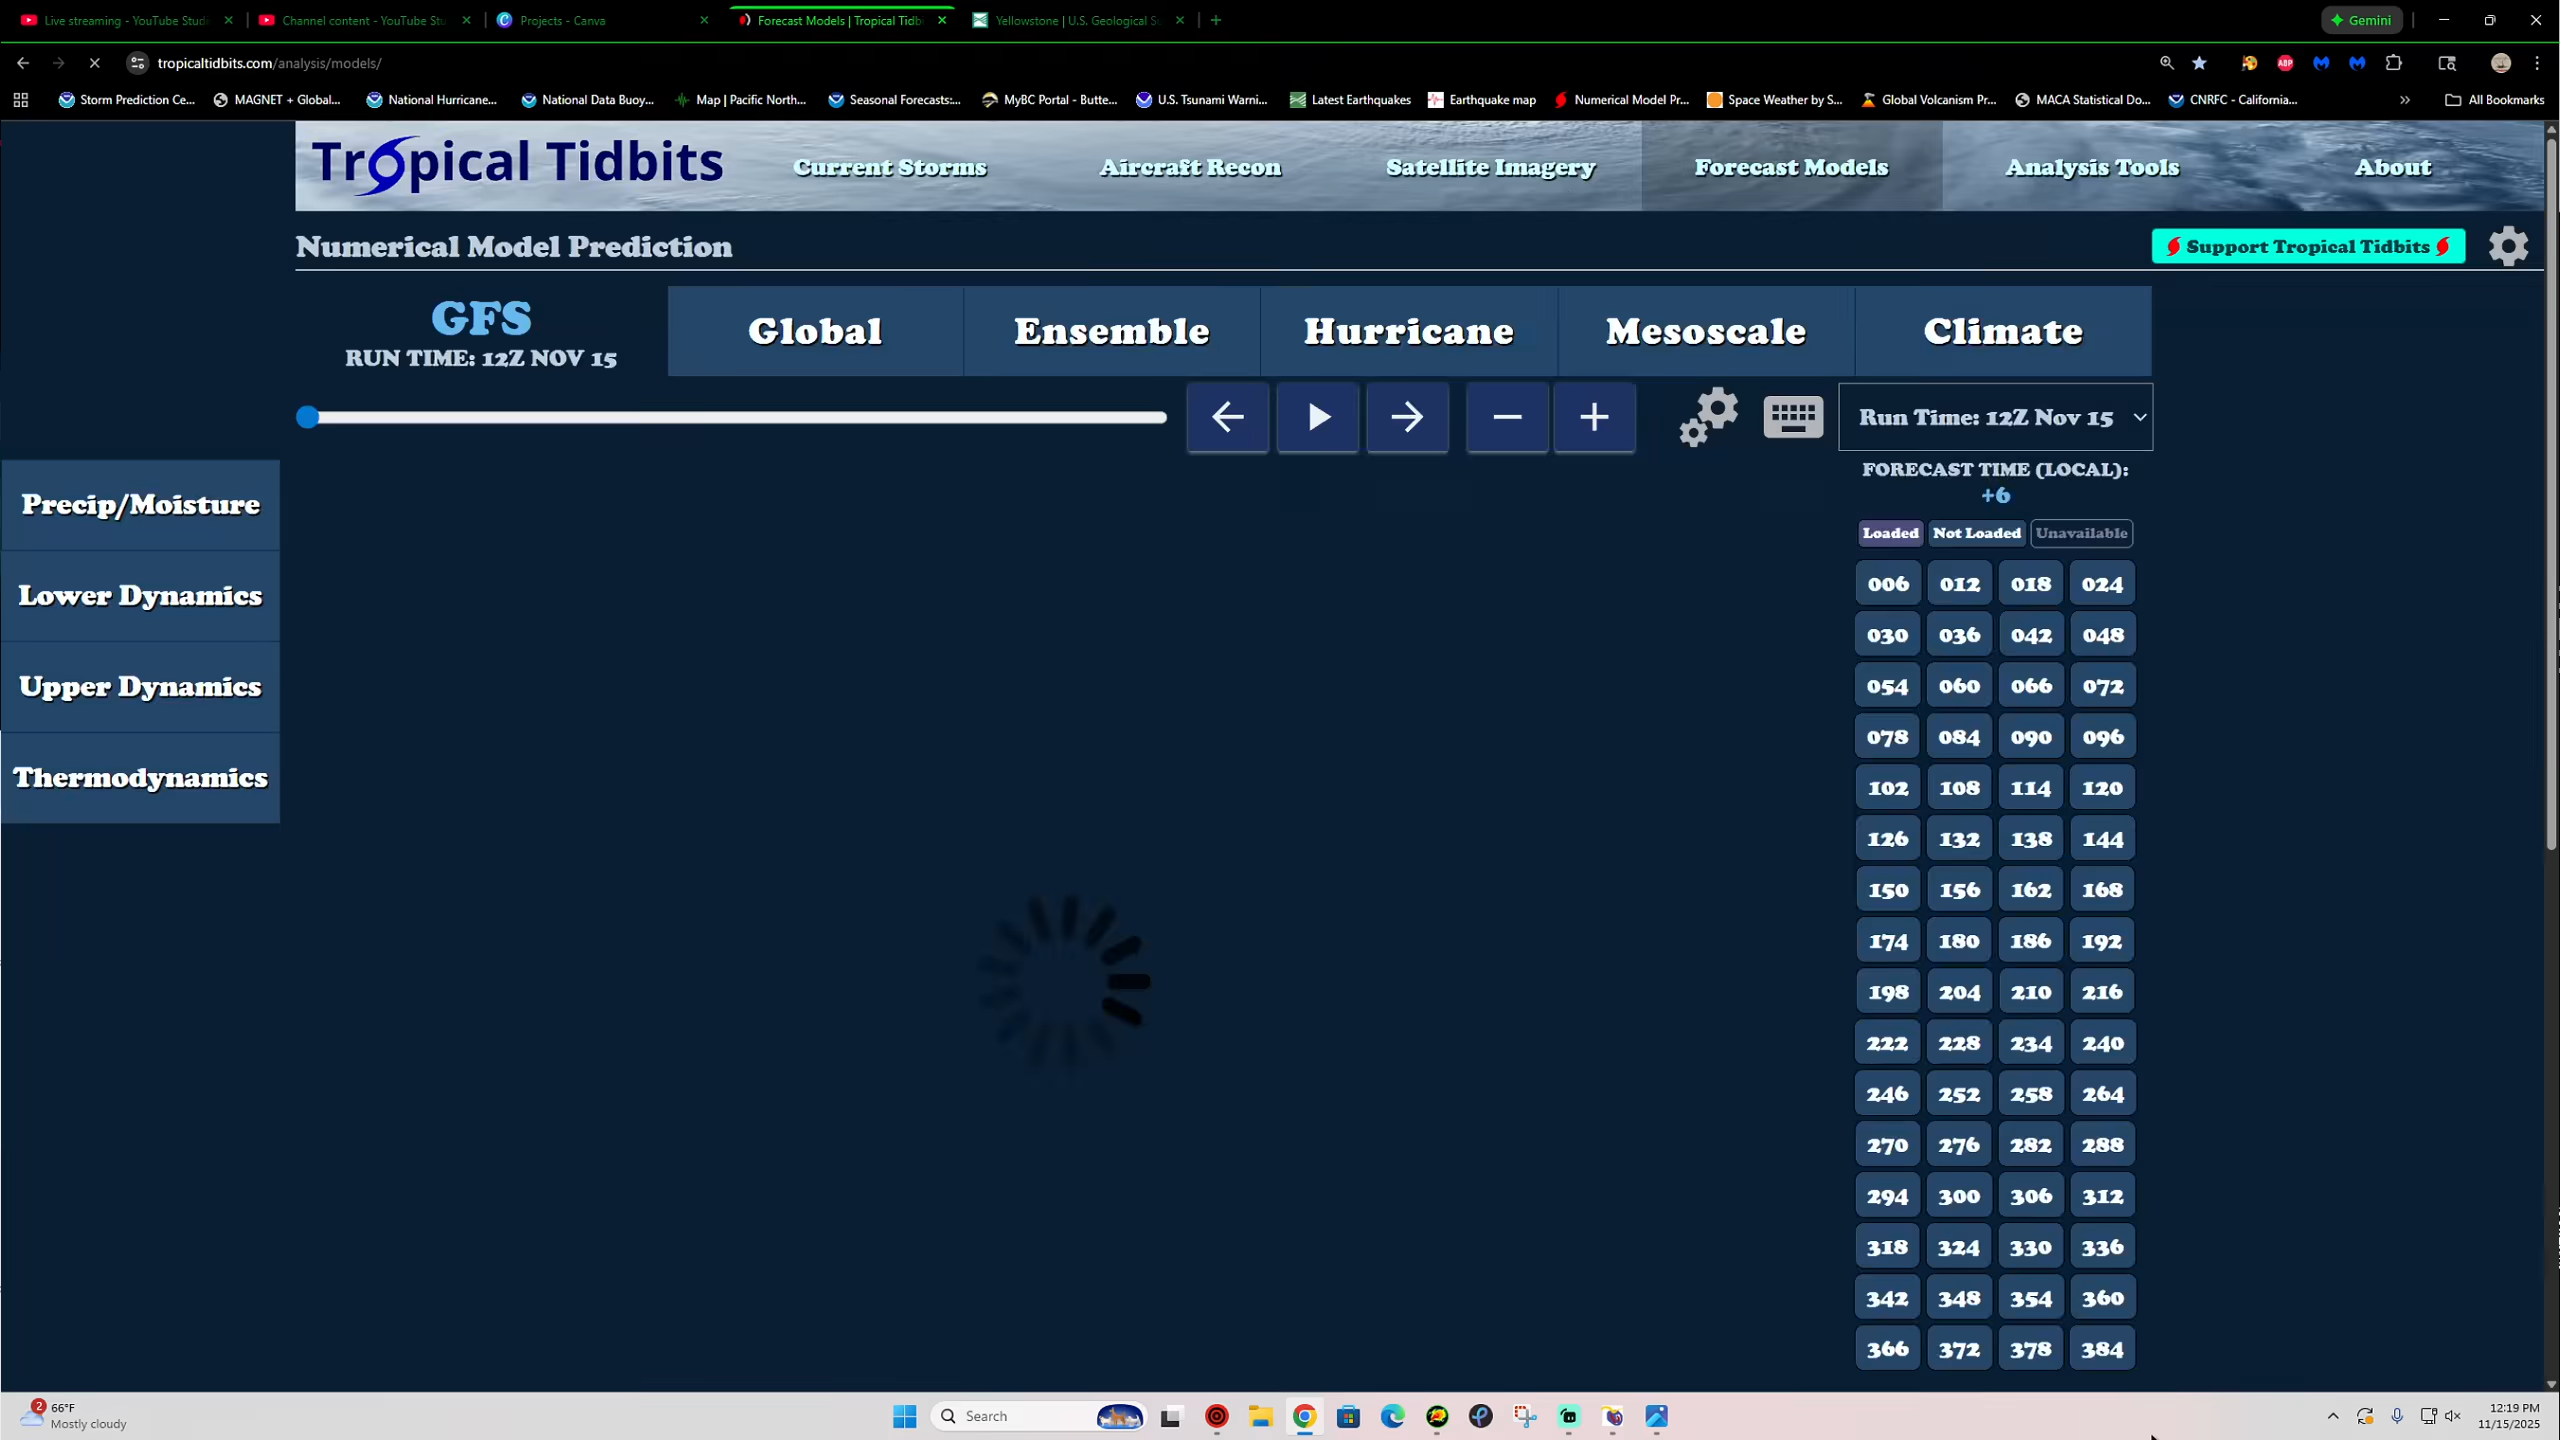 Live streaming - YouTube Studi
Channel content - YouTube Stu
Projects - Canva
Forecast Models | Tropical Tidb
Yellowstone | U.S. Geological S
Gemini
tropicaltidbits.com/analysis/models/
Storm Prediction Ce...
MAGNET + Global...
National Hurricane...
National Data Buoy...
Map | Pacific North...
Seasonal Forecasts:...
MyBC Portal - Butte...
U.S. Tsunami Warni...
Latest Earthquakes
Earthquake map
Numerical Model Pr...
Space Weather by S...
Global Volcanism Pr...
MACA Statistical Do...
CNRFC - California...
All Bookmarks
Tropical Tidbits
Current Storms
Aircraft Recon
Satellite Imagery
Forecast Models
Analysis Tools
About
Numerical Model Prediction
Support Tropical Tidbits
GFS
RUN TIME: 12Z NOV 15
Global
Ensemble
Hurricane
Mesoscale
Climate
Run Time: 12Z Nov 15
FORECAST TIME (LOCAL):
+6
Loaded Not Loaded Unavailable
Precip/Moisture
Lower Dynamics
Upper Dynamics
Thermodynamics
006 012 018 024
030 036 042 048
054 060 066 072
078 084 090 096
102 108 114 120
126 132 138 144
150 156 162 168
174 180 186 192
198 204 210 216
222 228 234 240
246 252 258 264
270 276 282 288
294 300 306 312
318 324 330 336
342 348 354 360
366 372 378 384
2
66°F
Mostly cloudy
Search
12:19 PM
11/15/2025